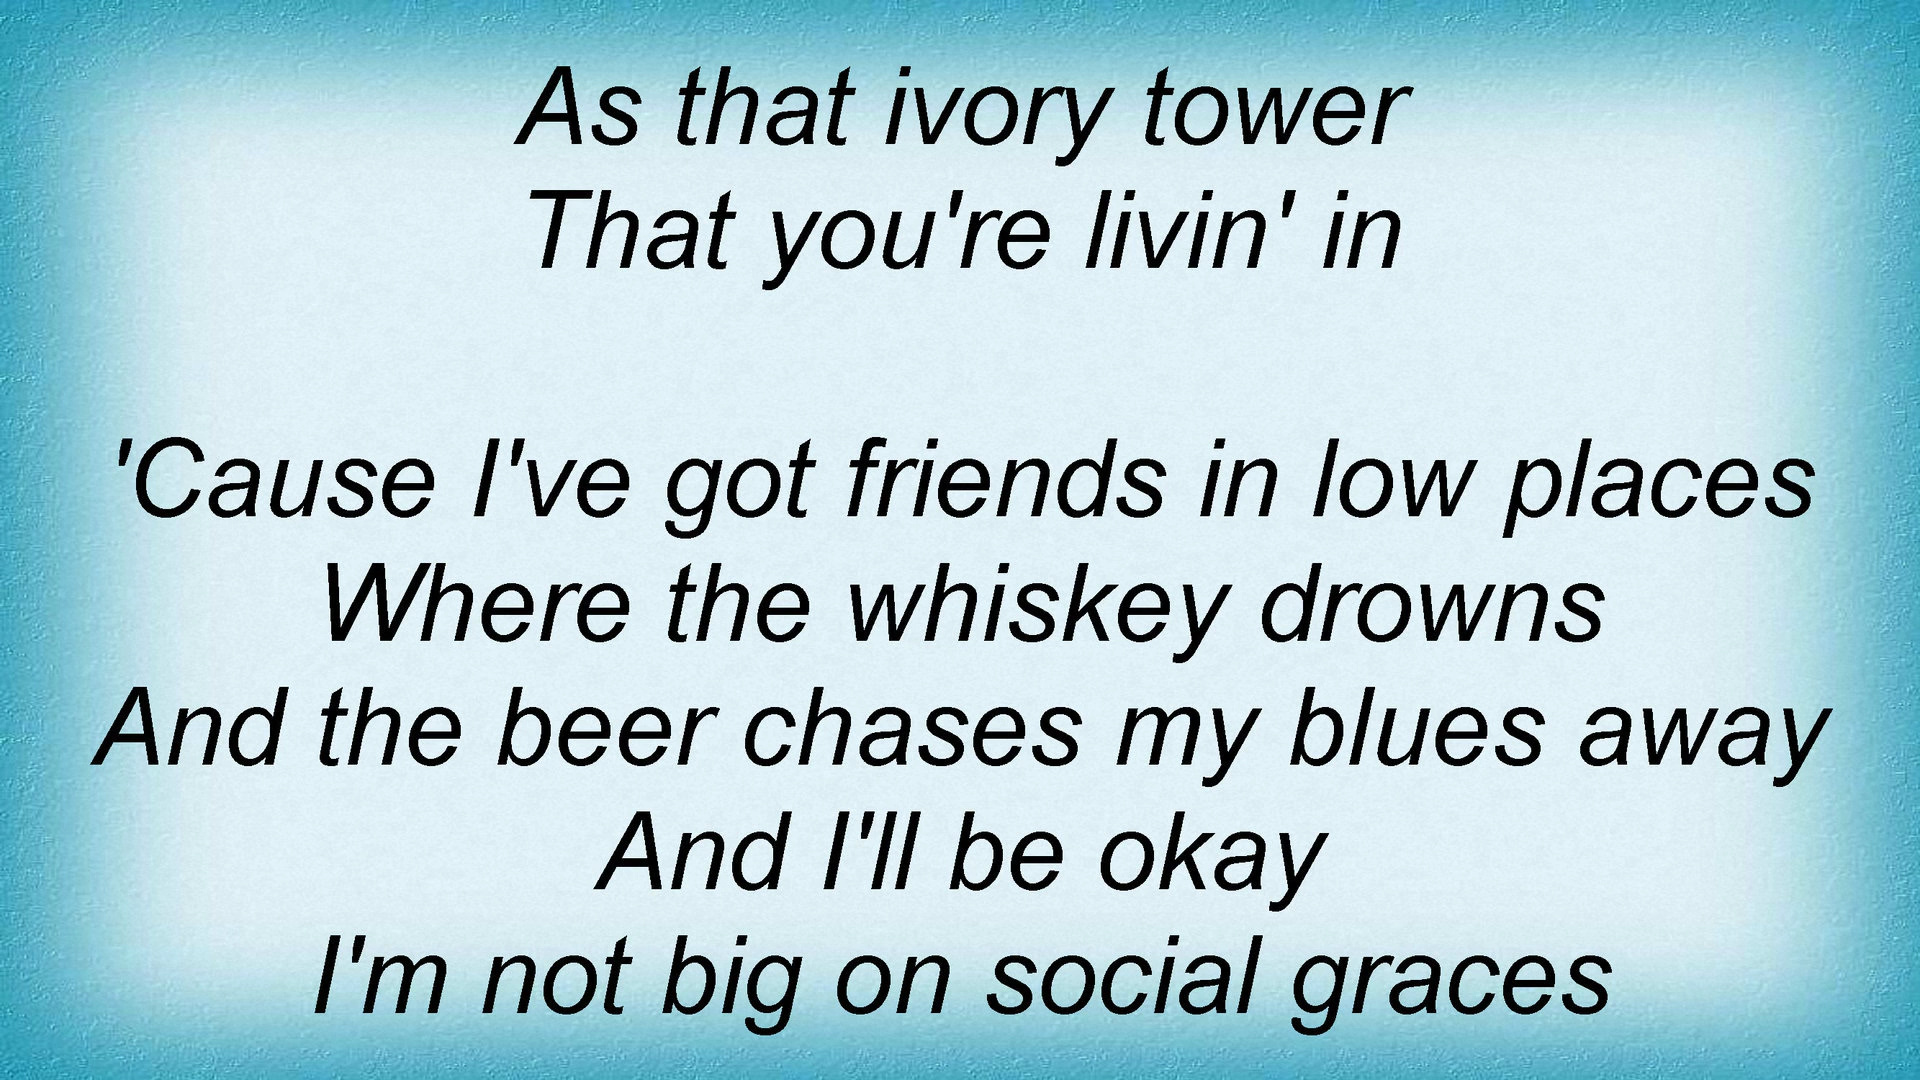 As that ivory tower
That you're livin' in
'Cause I've got friends in low places
Where the whiskey drowns
And the beer chases my blues away
And I'll be okay
I'm not big on social graces